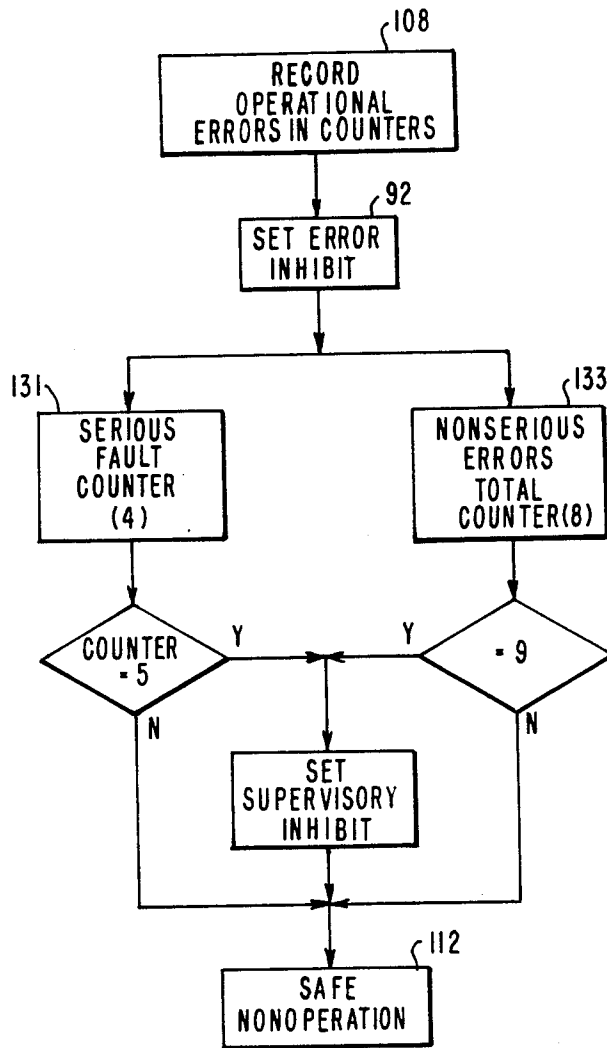 108
RECORD
OPERATIONAL
ERRORS IN COUNTERS
92
SET ERROR
INHIBIT
131
SERIOUS
FAULT
COUNTER
(4)
133
NONSERIOUS
ERRORS
TOTAL
COUNTER(8)
COUNTER
= 5
Y
N
Y
= 9
N
SET
SUPERVISORY
INHIBIT
112
SAFE
NONOPERATION